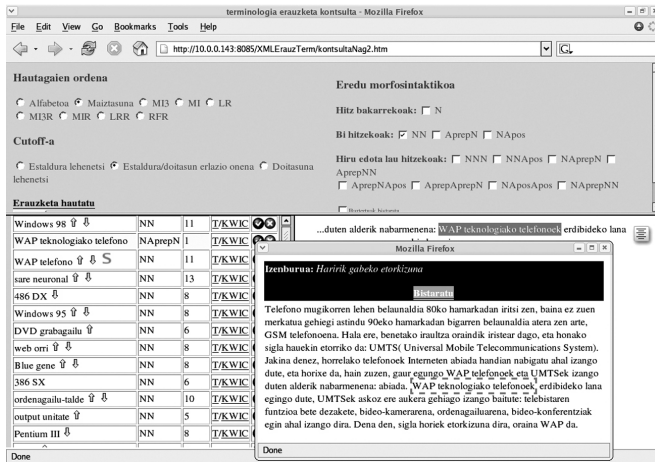 terminologia erauzketa kontsulta - Mozilla Firefox
File Edit View Go Bookmarks Tools Help
http://10.0.0.143:8085/XMLErauzTerm/kontsultaNag2.htm
Hautagaien ordena
Alfabetoa Maiztasuna MI3 MI LR
MI3R MIR LRR RFR
Cutoff-a
Estaldura lehenetsi Estaldura/doitasun erlazio onena Doitasuna
lehenetsi
Erauzketa hautatu
Eredu morfosintaktikoa
Hitz bakarrekoak: N
Bi hitzekoak: NN AprepN NApos
Hiru edota lau hitzekoak: NNN NNApos NAprepN
AprepNN
AprepNApos AprepAprepN NAposApos NAprepNN
Windows 98 ⇧ ⇩ NN 11 T/KWIC
WAP teknologiako telefono NAprepN 1 T/KWIC
WAP telefono ⇧ ⇩ S NN 11 T/KWIC
sare neuronal ⇧ ⇩ NN 13 T/KWIC
486 DX ⇩ NN 8 T/KWIC
Windows 95 ⇧ ⇩ NN 8 T/KWIC
DVD grabagailu ⇧ NN 6 T/KWIC
web orri ⇧ ⇩ NN 8 T/KWIC
Blue gene ⇧ ⇩ NN 8 T/KWIC
386 SX NN 6 T/KWIC
ordenagailu-talde ⇧ ⇩ NN 10 T/KWIC
output unitate ⇧ NN 5 T/KWIC
Pentium III ⇩ NN 8 T/KWIC
...duten alderik nabarmenena: WAP teknologiako telefonoek erdibideko lana
Mozilla Firefox
Izenburua: Haririk gabeko etorkizuna
Bistaratu
Telefono mugikorren lehen belaunaldia 80ko hamarkadan iritsi zen, baina ez zuen
merkatua gehiegi astindu 90eko hamarkadan bigarren belaunaldia atera zen arte,
GSM telefonoena. Hala ere, benetako iraultza oraindik iristear dago, eta honako
sigla hauekin etorriko da: UMTS( Universal Mobile Telecommunications System).
Jakina denez, horrelako telefonoek Interneten abiada handian nabigatu ahal izango
dute, eta horixe da, hain zuzen, gaur egungo WAP telefonoek eta UMTSek izango
duten alderik nabarmenena: abiada. WAP teknologiako telefonoek erdibideko lana
egingo dute, UMTSek askoz ere aukera gehiago izango baitute: telebistaren
funtzioa bete dezakete, bideo-kamerarena, ordenagailuarena, bideo-konferentziak
egin ahal izango dira. Dena den, sigla horiek etorkizuna dira, oraina WAP da.
Done
Done